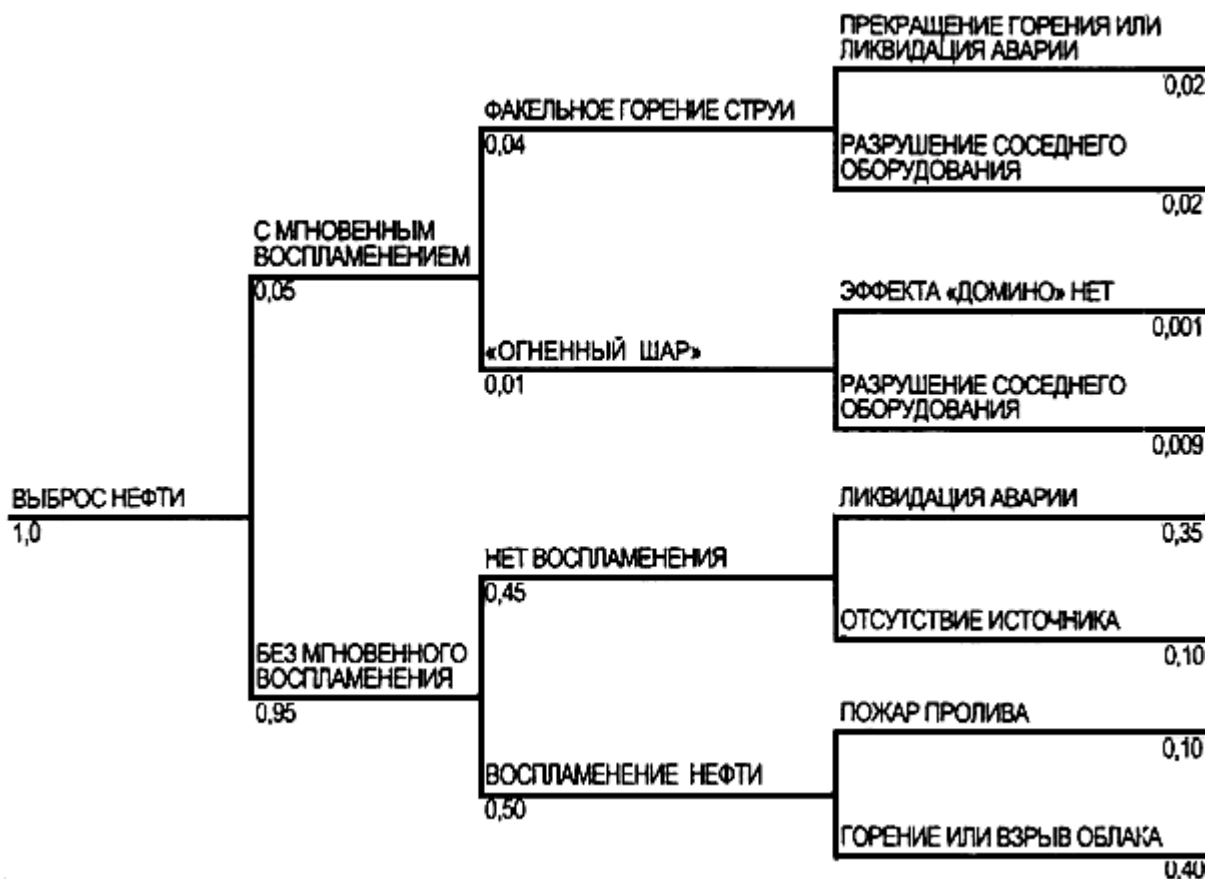 ПРЕКРАЩЕНИЕ ГОРЕНИЯ ИЛИ
ЛИКВИДАЦИЯ АВАРИИ
0,02
ФАКЕЛЬНОЕ ГОРЕНИЕ СТРУИ
0,04
РАЗРУШЕНИЕ СОСЕДНЕГО
ОБОРУДОВАНИЯ
0,02
С МГНОВЕННЫМ
ВОСПЛАМЕНЕНИЕМ
0,05
ЭФФЕКТА «ДОМИНО» НЕТ
0,001
«ОГНЕННЫЙ ШАР»
0,01
РАЗРУШЕНИЕ СОСЕДНЕГО
ОБОРУДОВАНИЯ
0,009
ВЫБРОС НЕФТИ
1,0
ЛИКВИДАЦИЯ АВАРИИ
0,35
НЕТ ВОСПЛАМЕНЕНИЯ
0,45
ОТСУТСТВИЕ ИСТОЧНИКА
0,10
БЕЗ МГНОВЕННОГО
ВОСПЛАМЕНЕНИЯ
0,95
ПОЖАР ПРОЛИВА
0,10
ВОСПЛАМЕНЕНИЕ НЕФТИ
0,50
ГОРЕНИЕ ИЛИ ВЗРЫВ ОБЛАКА
0,40